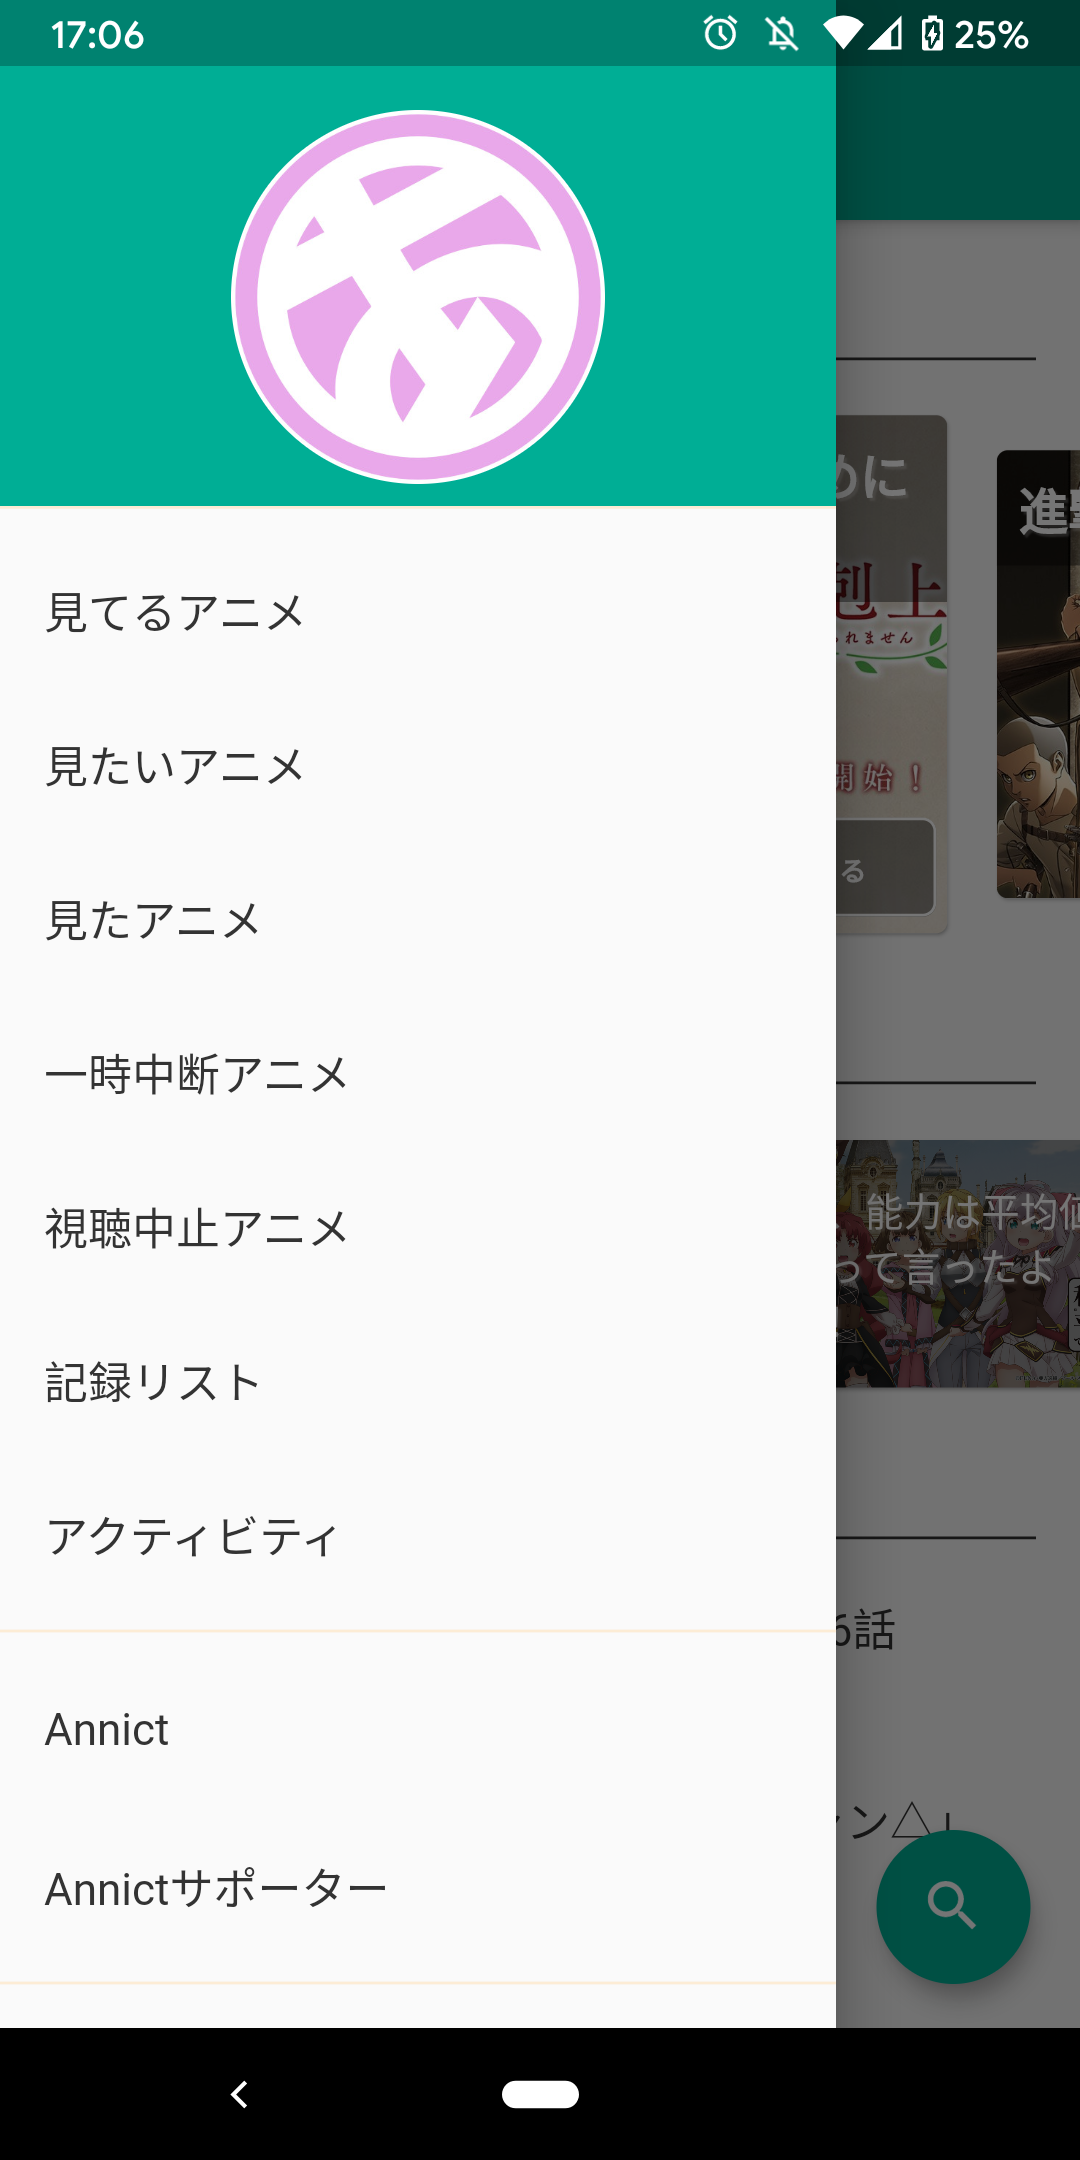 17:06
25%
見てるアニメ
見たいアニメ
見たアニメ
一時中断アニメ
視聴中止アニメ
記録リスト
アクティビティ
Annict
Annictサポーター
めに
剋上
れません
開始！
る
進撃
能力は平均値
って言ったよ
6話
ン△」